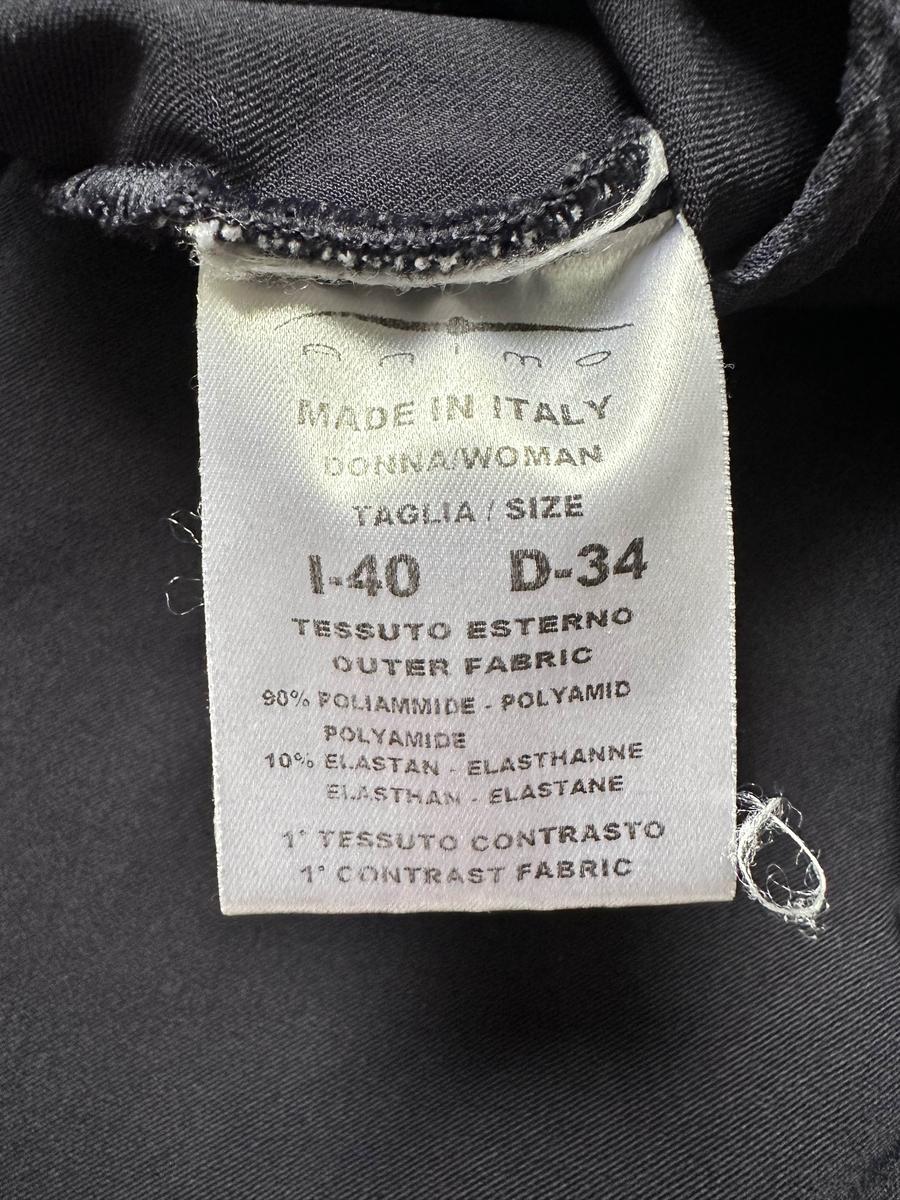 animo
MADE IN ITALY
DONNA/WOMAN
TAGLIA / SIZE
I-40 D-34
TESSUTO ESTERNO
OUTER FABRIC
90% POLIAMMIDE - POLYAMID
POLYAMIDE
10% ELASTAN - ELASTHANNE
ELASTHAN - ELASTANE
1° TESSUTO CONTRASTO
1° CONTRAST FABRIC